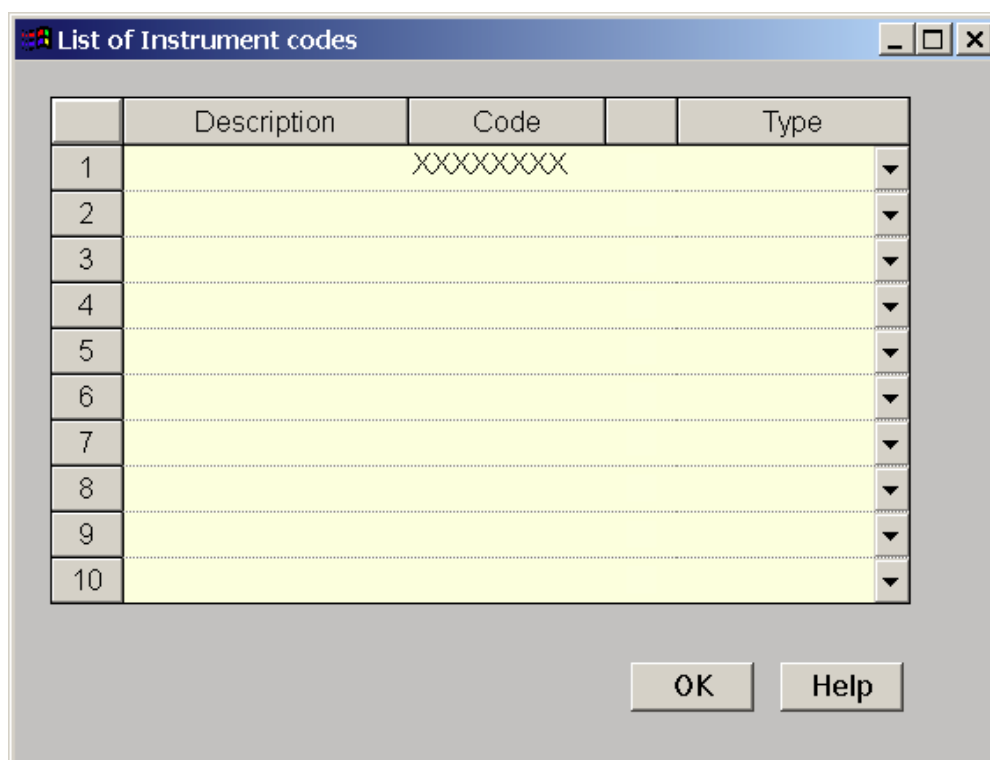 List of Instrument codes
Description Code Type
1 XXXXXXXX
2
3
4
5
6
7
8
9
10
OK Help